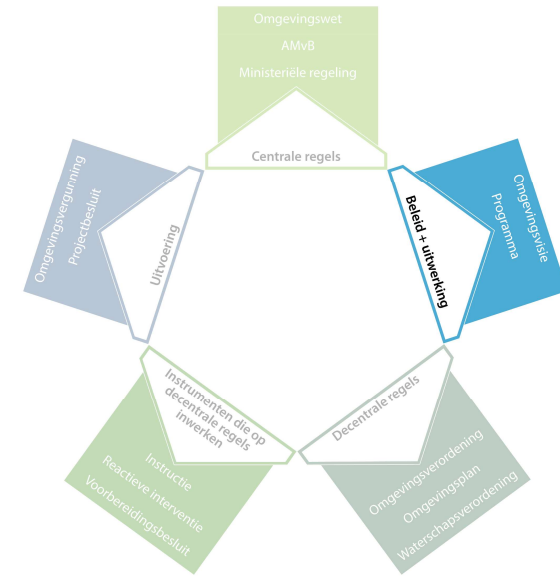 Omgevingswet
AMvB
Ministeriële regeling
Centrale regels
Omgevingsvisie
Programma
Beleid + uitwerking
Decentrale regels
Omgevingsverordening
Omgevingsplan
Waterschapsverordening
Instrumenten die op
decentrale regels
inwerken
Instructie
Reactieve interventie
Voorbereidingsbesluit
Omgevingsvergunning
Projectbesluit
Uitvoering